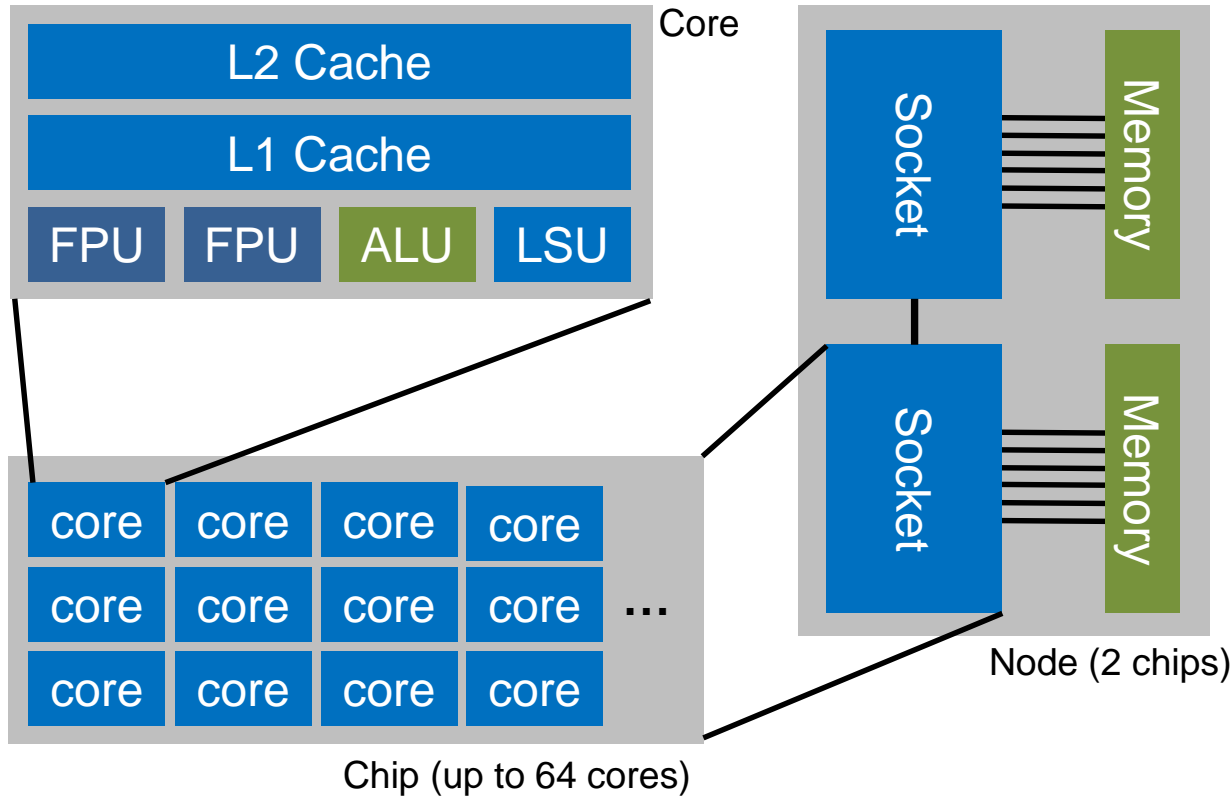 Core
L2 Cache
L1 Cache
FPU FPU ALU LSU
core core core core
core core core core ...
core core core core
Chip (up to 64 cores)
Socket
Memory
Socket
Memory
Node (2 chips)